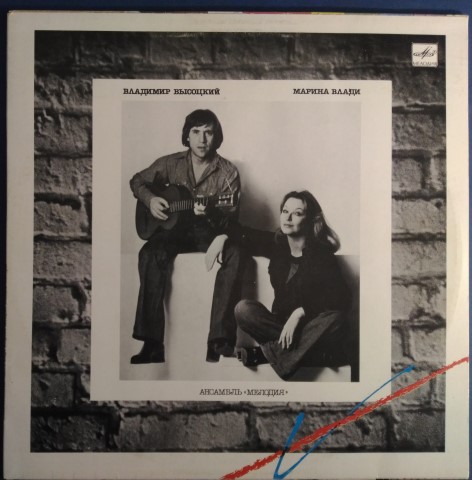 ВЛАДИМИР ВЫСОЦКИЙ
МАРИНА ВЛАДИ
АНСАМБЛЬ «МЕЛОДИЯ»